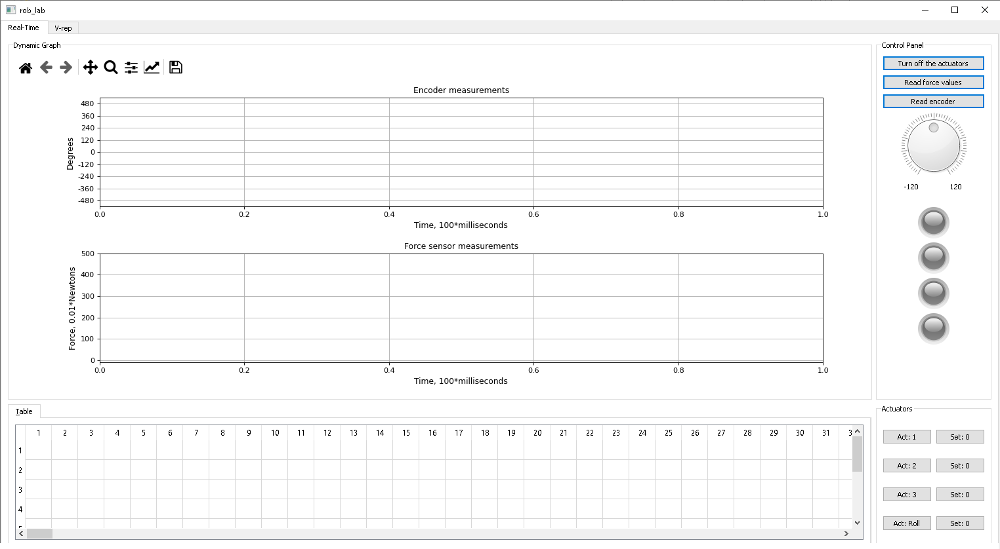 rob_lab
Real-Time V-rep
Dynamic Graph
Encoder measurements
480
360
240
120
0
-120
-240
-360
-480
Degrees
0.0 0.2 0.4 0.6 0.8 1.0
Time, 100*milliseconds
Force sensor measurements
500
400
300
200
100
0
Force, 0.01*Newtons
0.0 0.2 0.4 0.6 0.8 1.0
Time, 100*milliseconds
Control Panel
Turn off the actuators
Read force values
Read encoder
-120 120
Table
1 2 3 4 5 6 7 8 9 10 11 12 13 14 15 16 17 18 19 20 21 22 23 24 25 26 27 28 29 30 31
1
2
3
4
Actuators
Act: 1 Set: 0
Act: 2 Set: 0
Act: 3 Set: 0
Act: Roll Set: 0